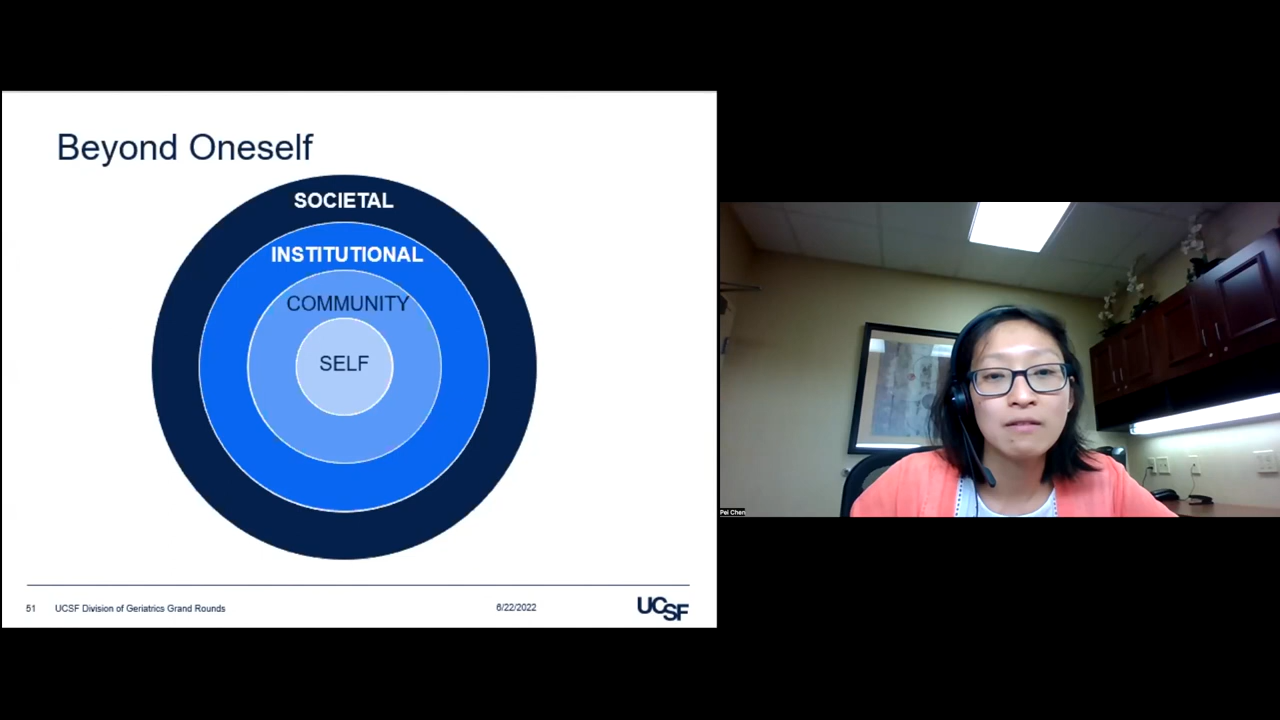 Beyond Oneself
SOCIETAL
INSTITUTIONAL
COMMUNITY
SELF
51 UCSF Division of Geriatrics Grand Rounds 6/22/2022 UCSF
Pei Chen